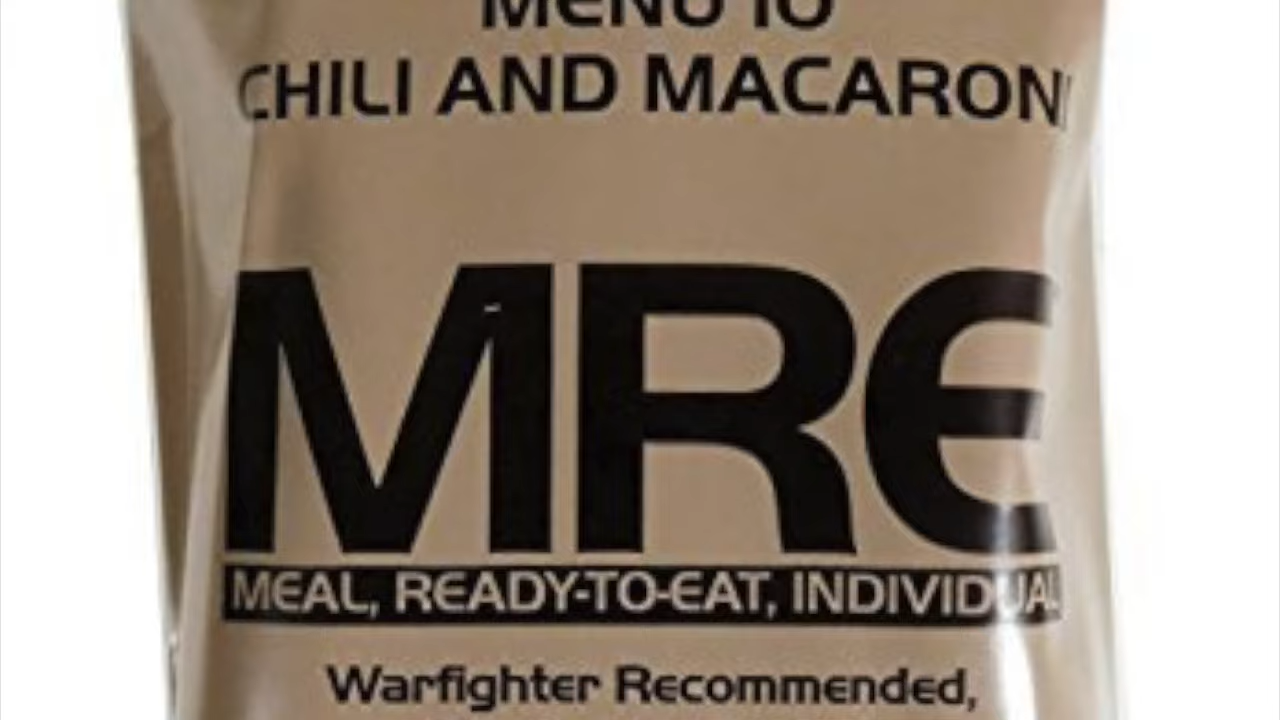 MENU 10
CHILI AND MACARONI
MRE
MEAL, READY-TO-EAT, INDIVIDUAL
Warfighter Recommended,